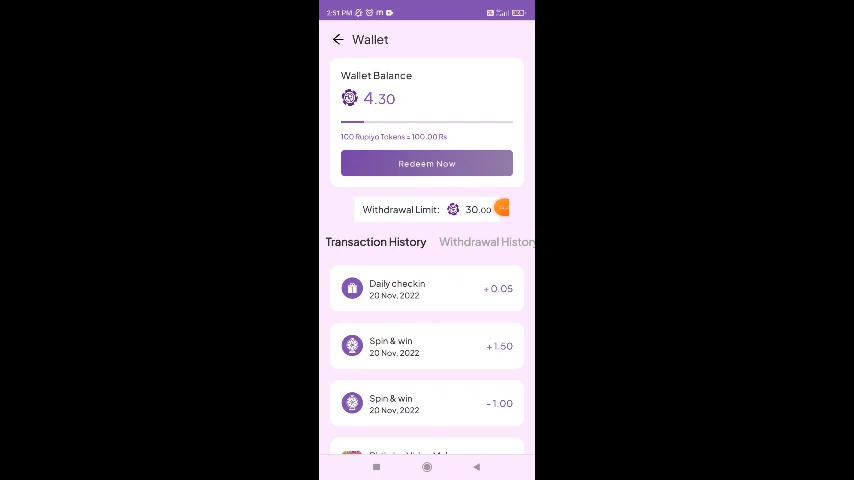 2:51 PM
Wallet
Wallet Balance
4.30
100 Rupiyo Tokens = 100.00 Rs
Redeem Now
Withdrawal Limit: 30.00
Transaction History Withdrawal History
Daily checkin
20 Nov, 2022
+ 0.05
Spin & win
20 Nov, 2022
+ 1.50
Spin & win
20 Nov, 2022
- 1.00